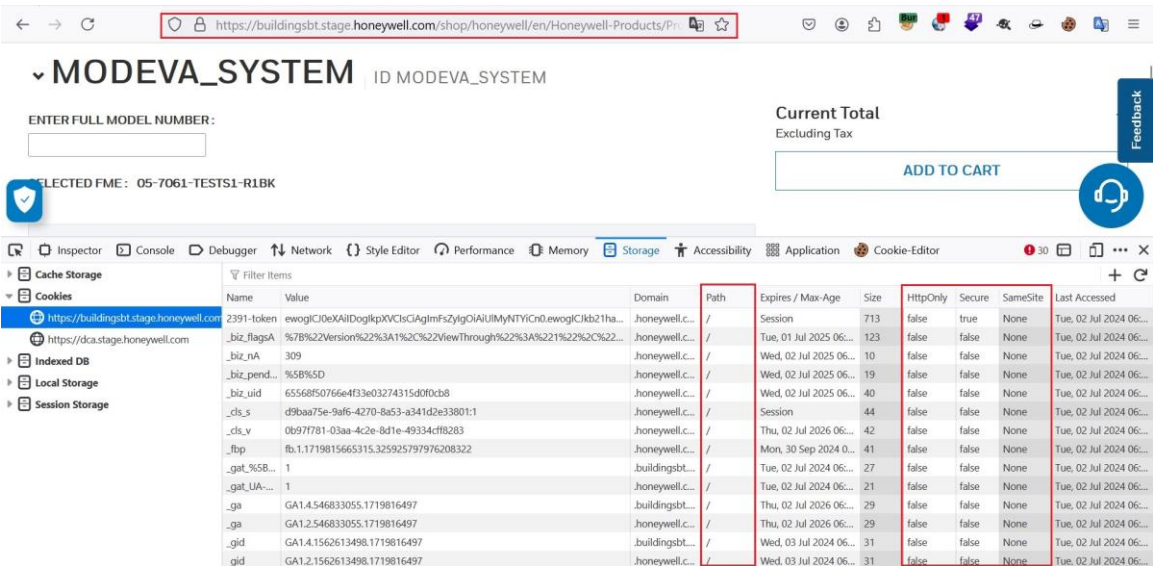 https://buildingsbt.stage.honeywell.com/shop/honeywell/en/Honeywell-Products/Pro
MODEVA_SYSTEM ID MODEVA_SYSTEM
ENTER FULL MODEL NUMBER:
SELECTED FME: 05-7061-TESTS1-R1BK
Current Total
Excluding Tax
ADD TO CART
Feedback
Inspector Console Debugger Network Style Editor Performance Memory Storage Accessibility Application Cookie-Editor 30
Cache Storage
Cookies
https://buildingsbt.stage.honeywell.com
https://dca.stage.honeywell.com
Indexed DB
Local Storage
Session Storage
Filter Items
Name Value Domain Path Expires / Max-Age Size HttpOnly Secure SameSite Last Accessed
2391-token .honeywell.c... / Session 713 false true None Tue, 02 Jul 2024 06:...
_biz_flagsA %7B%22Version%22%3A1%2C%22ViewThrough%22%3A%221%22%2C%22... .honeywell.c... / Tue, 01 Jul 2025 06:... 123 false false None Tue, 02 Jul 2024 06:...
_biz_nA 309 .honeywell.c... / Wed, 02 Jul 2025 06:... 10 false false None Tue, 02 Jul 2024 06:...
_biz_pend... %5B%5D .honeywell.c... / Wed, 02 Jul 2025 06:... 19 false false None Tue, 02 Jul 2024 06:...
_biz_uid 65568f50766e4f33e03274315d0f0cb8 .honeywell.c... / Wed, 02 Jul 2025 06:... 40 false false None Tue, 02 Jul 2024 06:...
_cls_s d9baa75e-9af6-4270-8a53-a341d2e33801:1 .honeywell.c... / Session 44 false false None Tue, 02 Jul 2024 06:...
_cls_v 0b97f781-03aa-4c2e-8d1e-49334cff8283 .honeywell.c... / Thu, 02 Jul 2026 06:... 42 false false None Tue, 02 Jul 2024 06:...
_fbp fb.1.1719815665315.325925797976208322 .honeywell.c... / Mon, 30 Sep 2024 0... 41 false false None Tue, 02 Jul 2024 06:...
_gat_%5B... 1 .buildingsbt.... / Tue, 02 Jul 2024 06:... 27 false false None Tue, 02 Jul 2024 06:...
_gat_UA-... 1 .honeywell.c... / Tue, 02 Jul 2024 06:... 21 false false None Tue, 02 Jul 2024 06:...
_ga GA1.4.546833055.1719816497 .buildingsbt.... / Thu, 02 Jul 2026 06:... 29 false false None Tue, 02 Jul 2024 06:...
_ga GA1.2.546833055.1719816497 .honeywell.c... / Thu, 02 Jul 2026 06:... 29 false false None Tue, 02 Jul 2024 06:...
_gid GA1.4.1562613498.1719816497 .buildingsbt.... / Wed, 03 Jul 2024 06:... 31 false false None Tue, 02 Jul 2024 06:...
_gid GA1.2.1562613498.1719816497 .honeywell.c... / Wed, 03 Jul 2024 06:... 31 false false None Tue, 02 Jul 2024 06:...